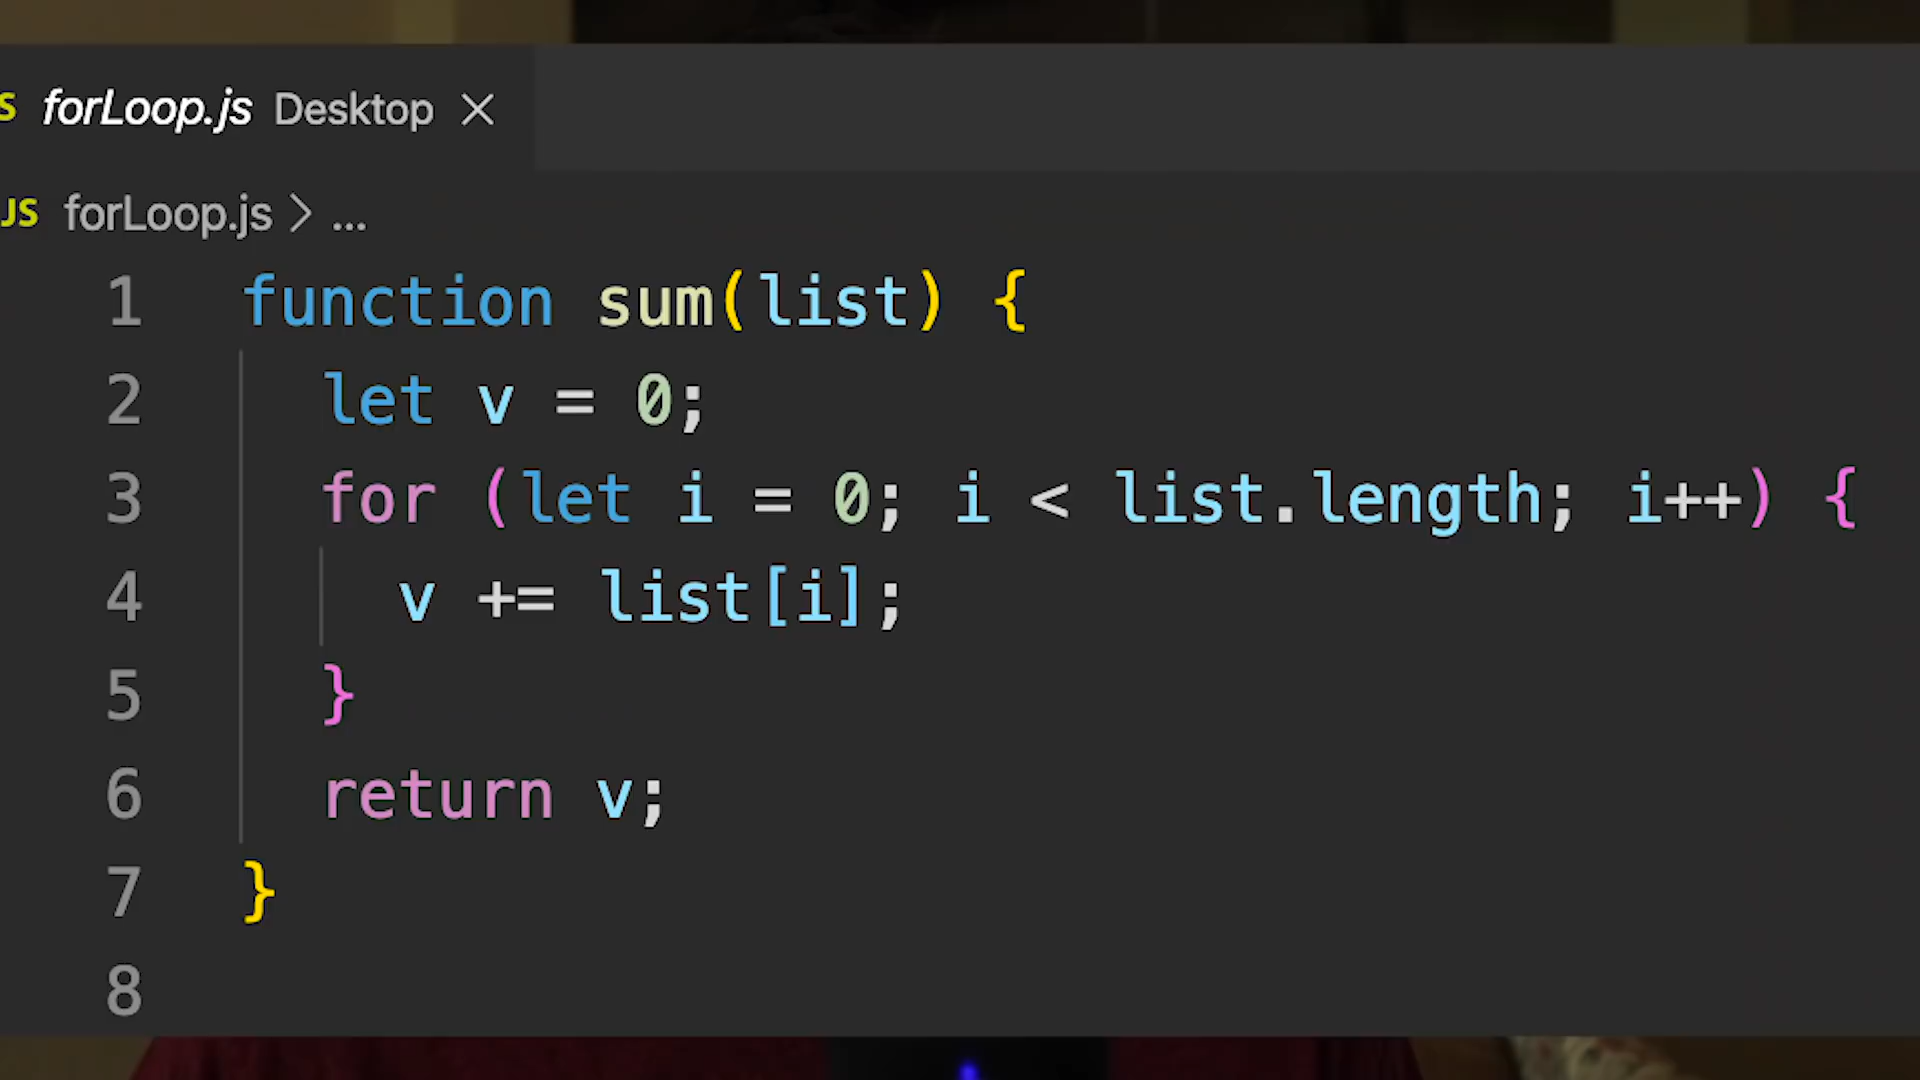 forLoop.js Desktop ×
JS forLoop.js > ...
1 function sum(list) {
2   let v = 0;
3   for (let i = 0; i < list.length; i++) {
4     v += list[i];
5   }
6   return v;
7 }
8